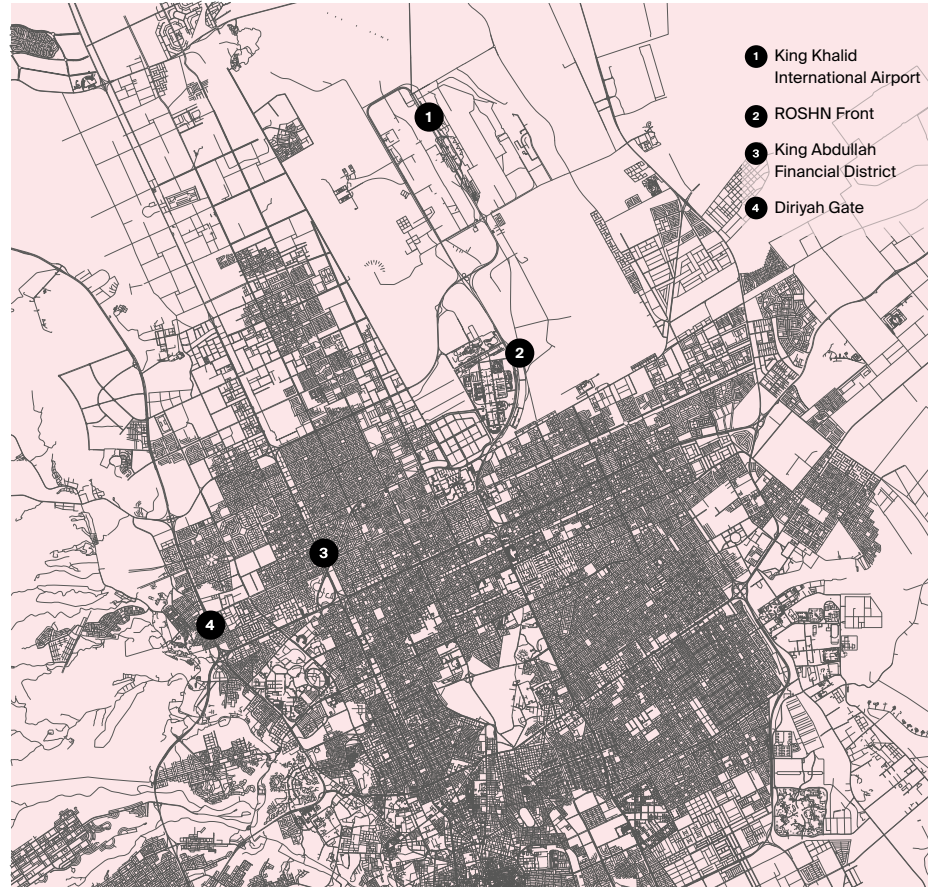 1 King Khalid
International Airport
2 ROSHN Front
3 King Abdullah
Financial District
4 Diriyah Gate
1
2
3
4